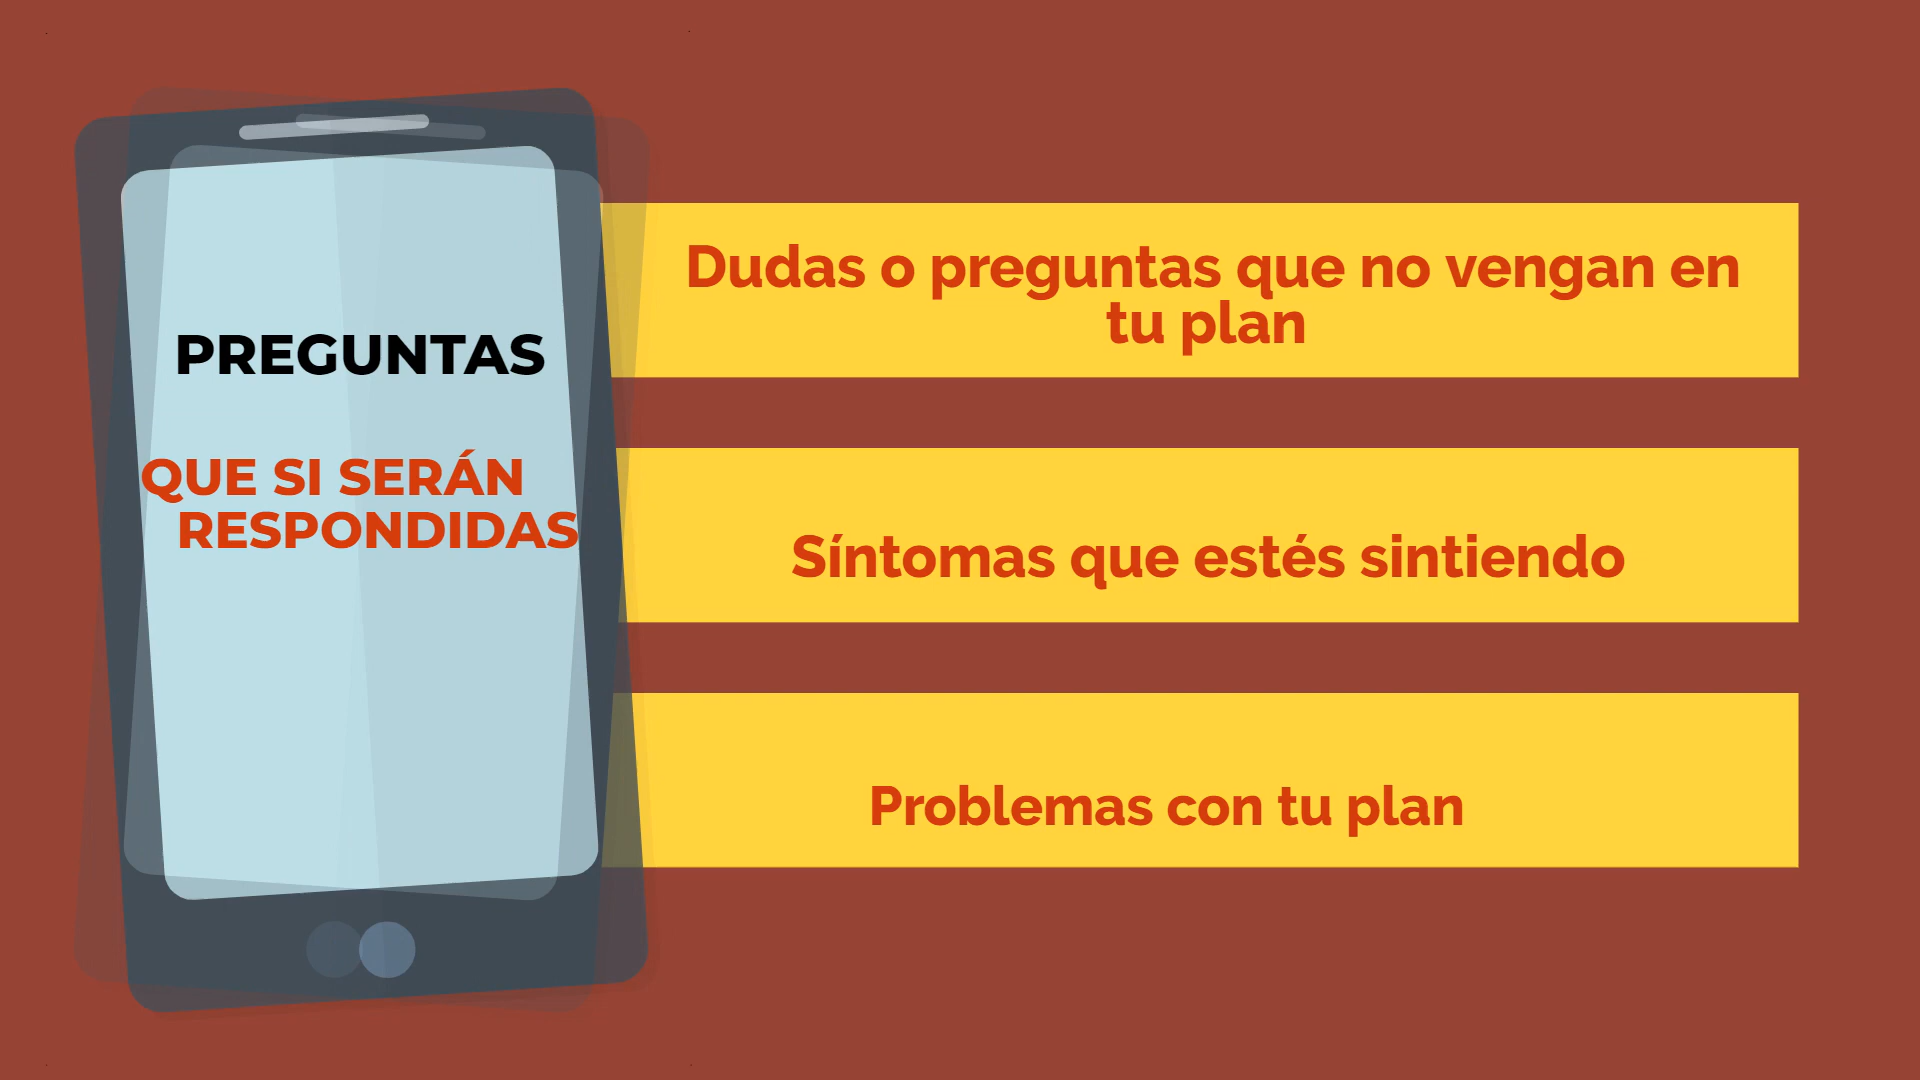 PREGUNTAS
QUE SI SERÁN
RESPONDIDAS
Dudas o preguntas que no vengan en
tu plan
Síntomas que estés sintiendo
Problemas con tu plan